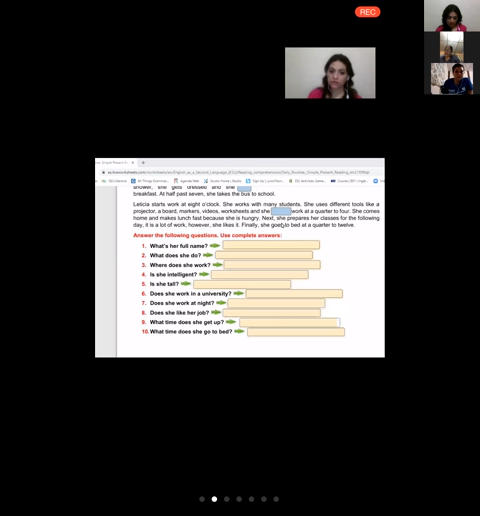 REC
shower, she gets dressed and she
breakfast. At half past seven, she takes the bus to school.
Leticia starts work at eight o'clock. She works with many students. She uses different tools like a
projector, a board, markers, videos, worksheets and she work at a quarter to four. She comes
home and makes lunch fast because she is hungry. Next, she prepares her classes for the following
day, it is a lot of work, however, she likes it. Finally, she goes to bed at a quarter to twelve.
Answer the following questions. Use complete answers:
1. What's her full name?
2. What does she do?
3. Where does she work?
4. Is she intelligent?
5. Is she tall?
6. Does she work in a university?
7. Does she work at night?
8. Does she like her job?
9. What time does she get up?
10. What time does she go to bed?